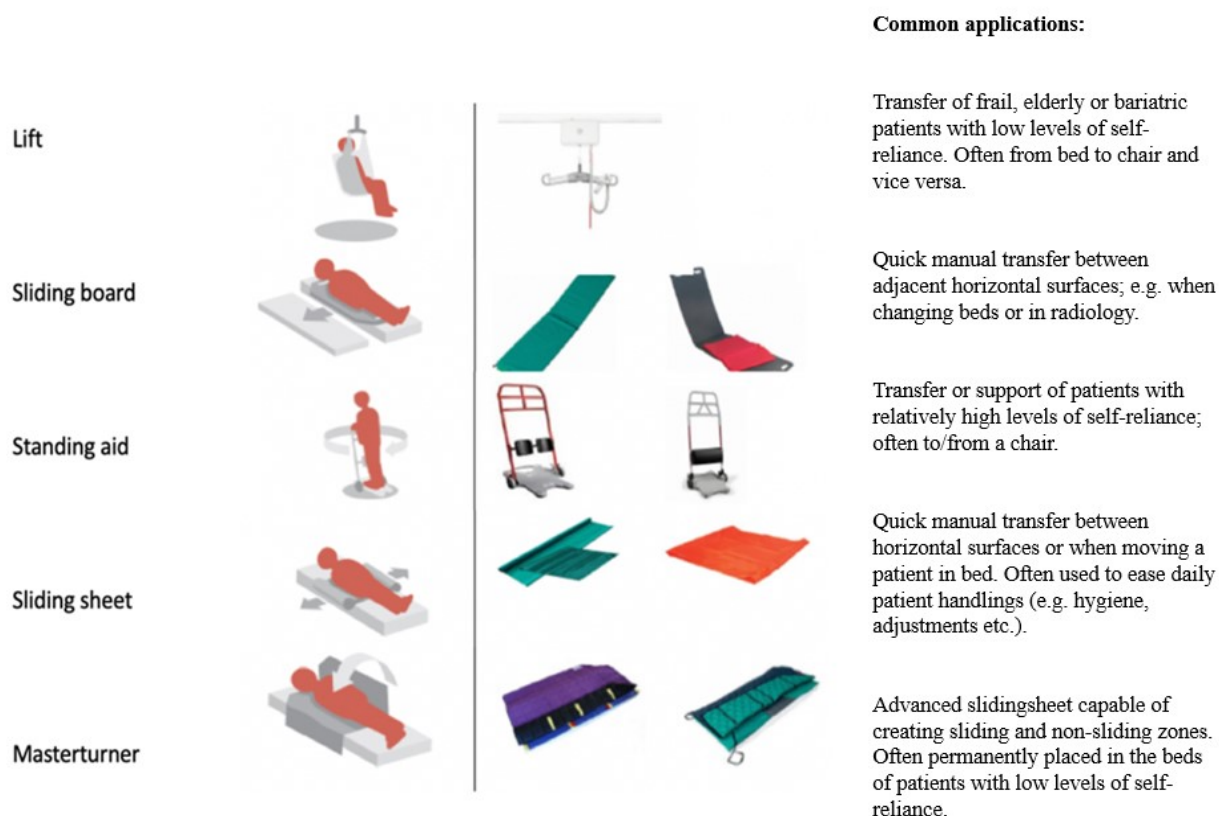 Common applications:
Lift
Transfer of frail, elderly or bariatric
patients with low levels of self-
reliance. Often from bed to chair and
vice versa.
Sliding board
Quick manual transfer between
adjacent horizontal surfaces; e.g. when
changing beds or in radiology.
Standing aid
Transfer or support of patients with
relatively high levels of self-reliance;
often to/from a chair.
Sliding sheet
Quick manual transfer between
horizontal surfaces or when moving a
patient in bed. Often used to ease daily
patient handlings (e.g. hygiene,
adjustments etc.).
Masterturner
Advanced slidingsheet capable of
creating sliding and non-sliding zones.
Often permanently placed in the beds
of patients with low levels of self-
reliance.